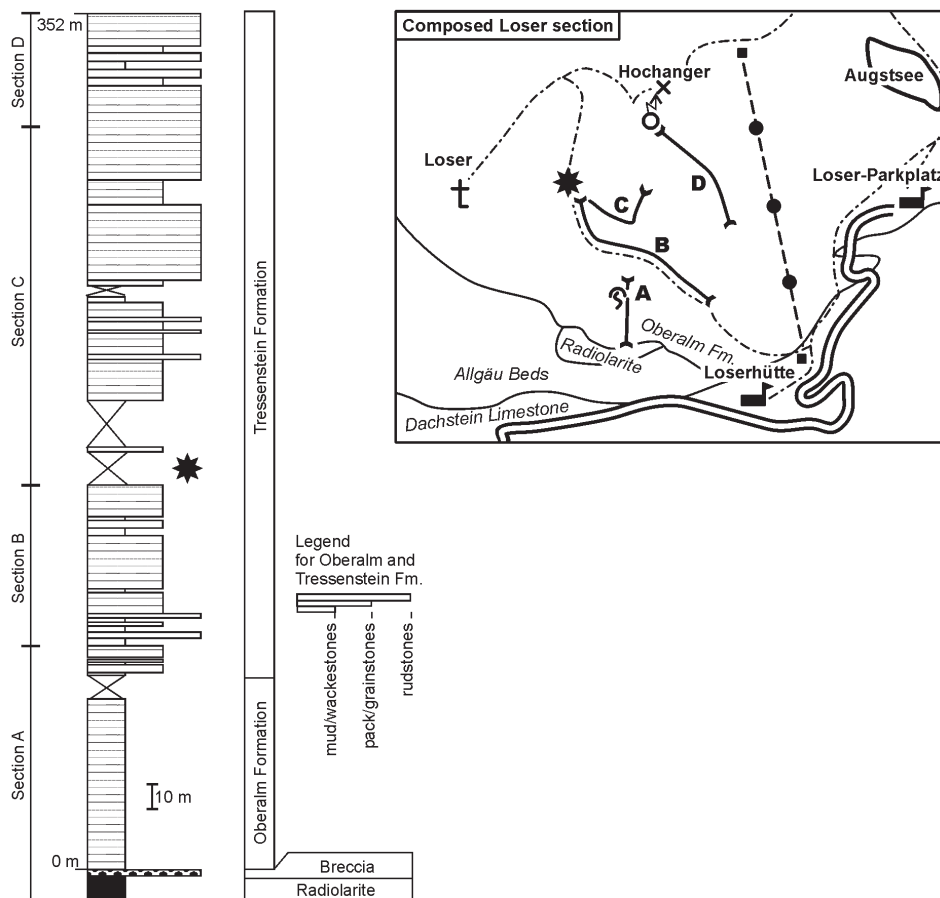 352 m
Section D
Section C
Section B
Section A
0 m
10 m
Tressenstein Formation
Oberalm Formation
Breccia
Radiolarite
Legend
for Oberalm and
Tressenstein Fm.
mud/wackestones
pack/grainstones
rudstones
Composed Loser section
Hochanger
Augstsee
Loser
Loser-Parkplatz
D
C
B
A
Oberalm Fm.
Radiolarite
Loserhütte
Allgäu Beds
Dachstein Limestone